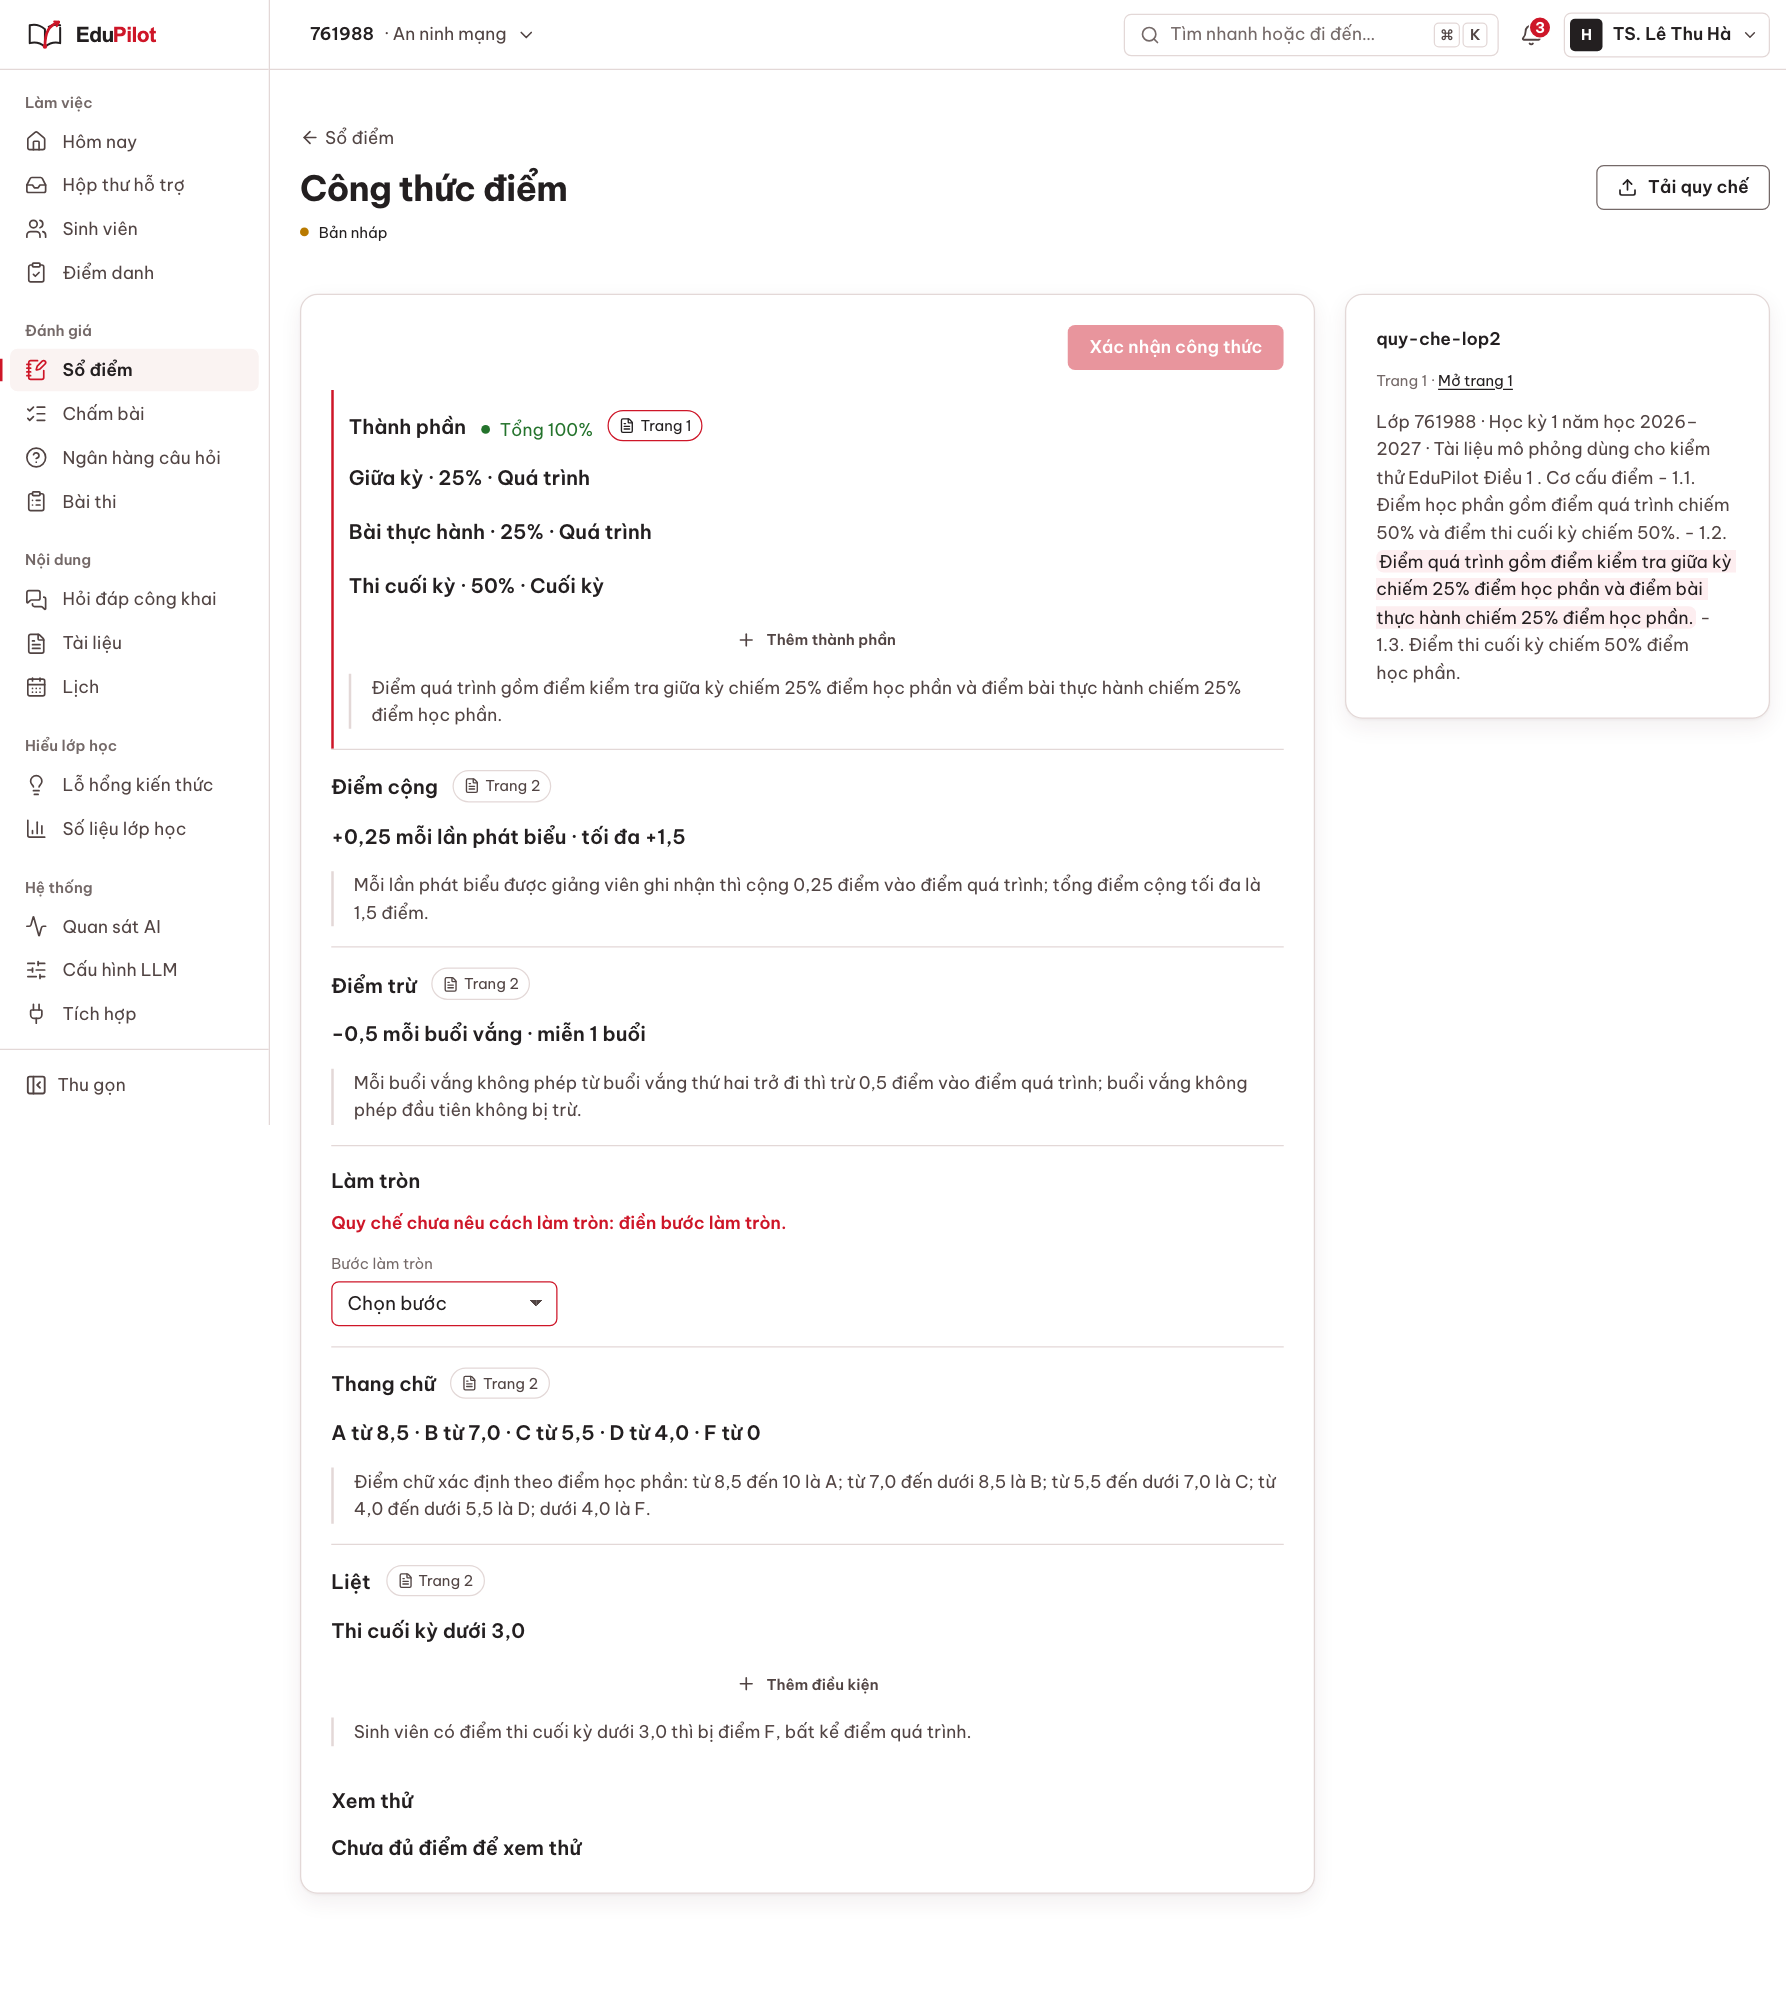 EduPilot
761988 · An ninh mạng
Tìm nhanh hoặc đi đến...
⌘ K
3
H
TS. Lê Thu Hà
Làm việc
Hôm nay
Hộp thư hỗ trợ
Sinh viên
Điểm danh
Đánh giá
Sổ điểm
Chấm bài
Ngân hàng câu hỏi
Bài thi
Nội dung
Hỏi đáp công khai
Tài liệu
Lịch
Hiểu lớp học
Lỗ hổng kiến thức
Số liệu lớp học
Hệ thống
Quan sát AI
Cấu hình LLM
Tích hợp
Thu gọn
Sổ điểm
Công thức điểm
Bản nháp
Tải quy chế
Xác nhận công thức
Thành phần
Tổng 100%
Trang 1
Giữa kỳ · 25% · Quá trình
Bài thực hành · 25% · Quá trình
Thi cuối kỳ · 50% · Cuối kỳ
Thêm thành phần
Điểm quá trình gồm điểm kiểm tra giữa kỳ chiếm 25% điểm học phần và điểm bài thực hành chiếm 25%
điểm học phần.
Điểm cộng
Trang 2
+0,25 mỗi lần phát biểu · tối đa +1,5
Mỗi lần phát biểu được giảng viên ghi nhận thì cộng 0,25 điểm vào điểm quá trình; tổng điểm cộng tối đa là
1,5 điểm.
Điểm trừ
Trang 2
−0,5 mỗi buổi vắng · miễn 1 buổi
Mỗi buổi vắng không phép từ buổi vắng thứ hai trở đi thì trừ 0,5 điểm vào điểm quá trình; buổi vắng không
phép đầu tiên không bị trừ.
Làm tròn
Quy chế chưa nêu cách làm tròn: điền bước làm tròn.
Bước làm tròn
Chọn bước
Thang chữ
Trang 2
A từ 8,5 · B từ 7,0 · C từ 5,5 · D từ 4,0 · F từ 0
Điểm chữ xác định theo điểm học phần: từ 8,5 đến 10 là A; từ 7,0 đến dưới 8,5 là B; từ 5,5 đến dưới 7,0 là C; từ
4,0 đến dưới 5,5 là D; dưới 4,0 là F.
Liệt
Trang 2
Thi cuối kỳ dưới 3,0
Thêm điều kiện
Sinh viên có điểm thi cuối kỳ dưới 3,0 thì bị điểm F, bất kể điểm quá trình.
Xem thử
Chưa đủ điểm để xem thử
quy-che-lop2
Trang 1 · Mở trang 1
Lớp 761988 · Học kỳ 1 năm học 2026–
2027 · Tài liệu mô phỏng dùng cho kiểm
thử EduPilot Điều 1 . Cơ cấu điểm - 1.1.
Điểm học phần gồm điểm quá trình chiếm
50% và điểm thi cuối kỳ chiếm 50%. - 1.2.
Điểm quá trình gồm điểm kiểm tra giữa kỳ
chiếm 25% điểm học phần và điểm bài
thực hành chiếm 25% điểm học phần. -
1.3. Điểm thi cuối kỳ chiếm 50% điểm
học phần.